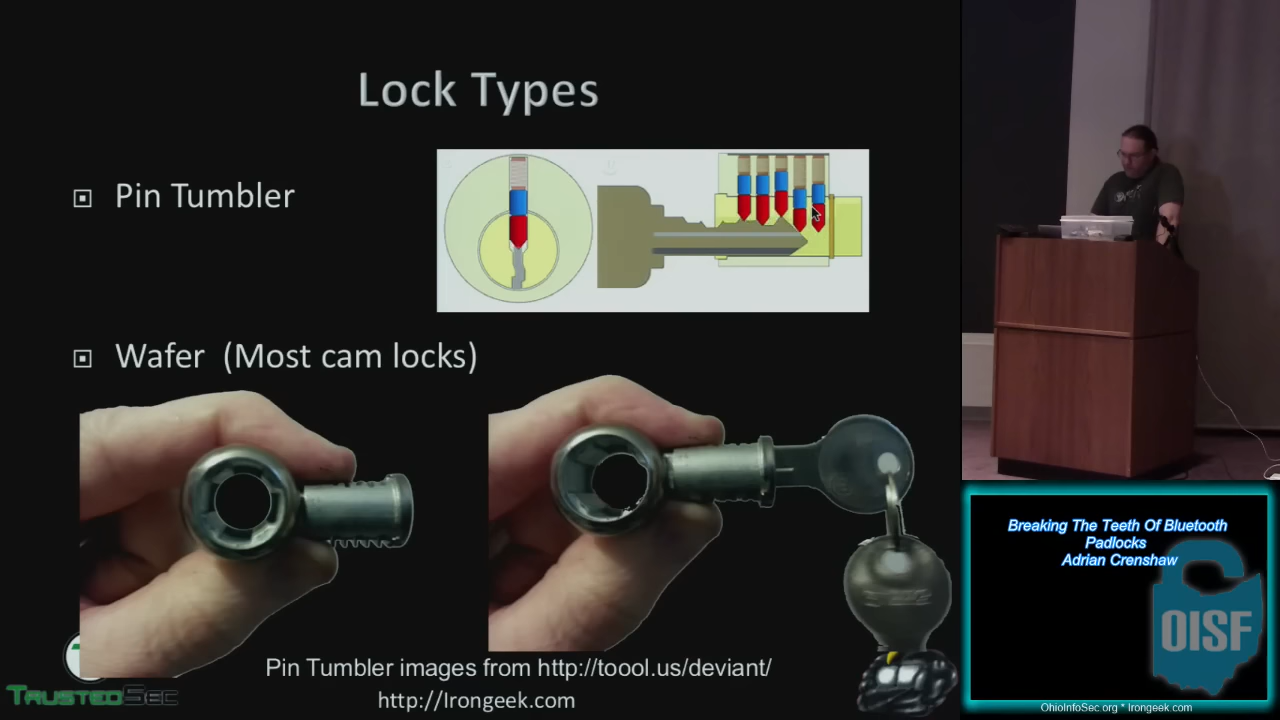 Lock Types
Pin Tumbler
Wafer (Most cam locks)
Pin Tumbler images from http://toool.us/deviant/
http://Irongeek.com
TRUSTEDSEC
Breaking The Teeth Of Bluetooth
Padlocks
Adrian Crenshaw
OISF
OhioInfoSec.org * Irongeek.com